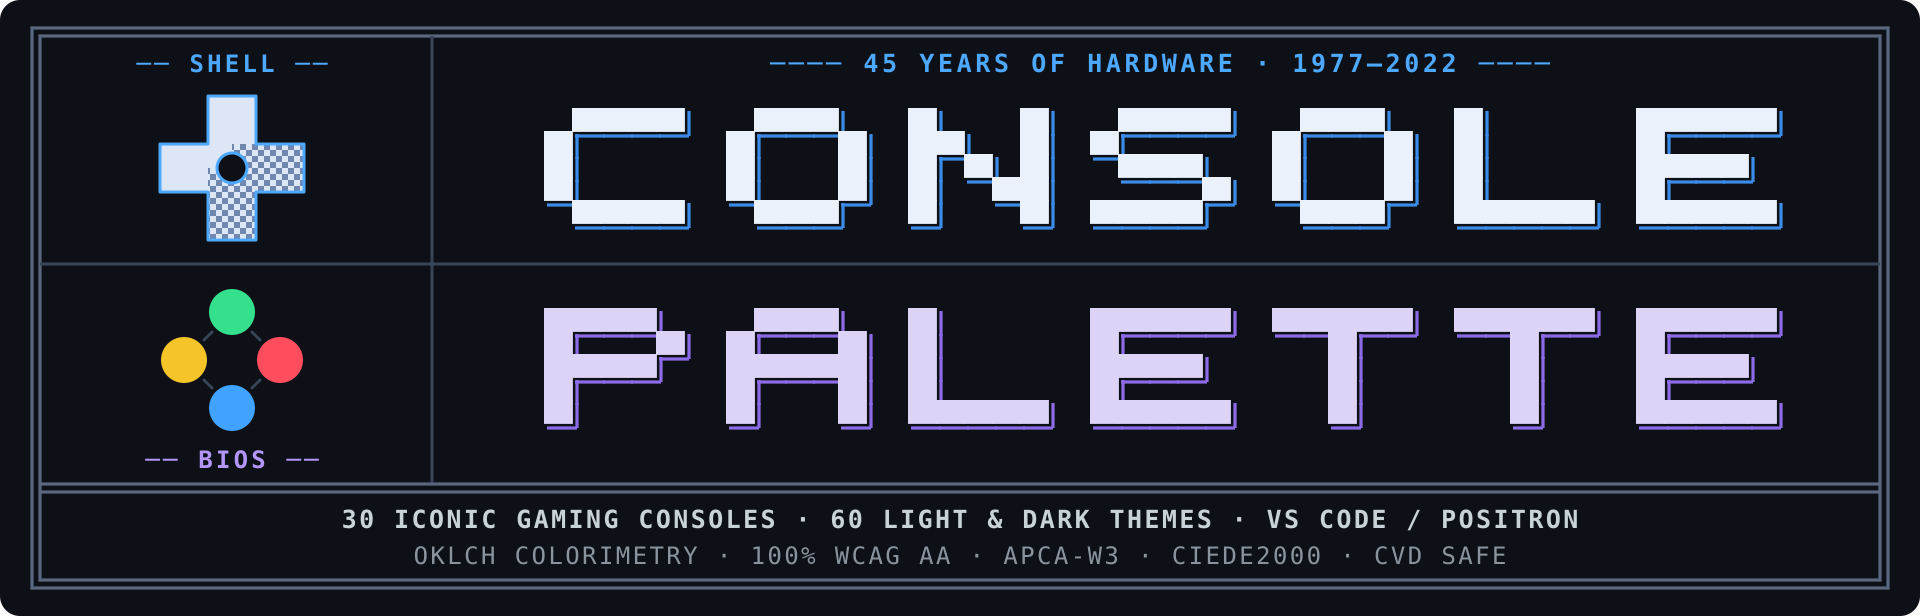 —— SHELL ——
———— 45 YEARS OF HARDWARE · 1977—2022 ————
CONSOLE
PALETTE
—— BIOS ——
30 ICONIC GAMING CONSOLES · 60 LIGHT & DARK THEMES · VS CODE / POSITRON
OKLCH COLORIMETRY · 100% WCAG AA · APCA-W3 · CIEDE2000 · CVD SAFE